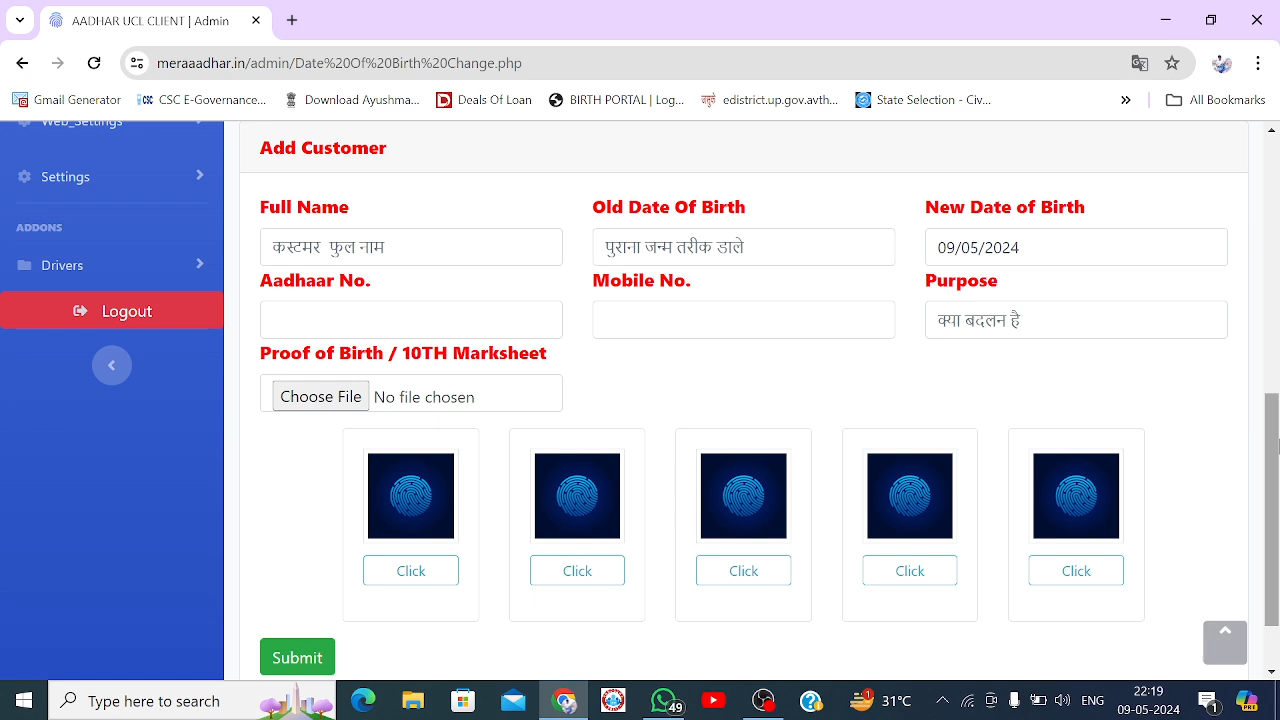 AADHAR UCL CLIENT | Admin
meraaadhar.in/admin/Date%20Of%20Birth%20Change.php
Gmail Generator CSC E-Governance... Download Ayushma... Deals Of Loan BIRTH PORTAL | Log... edistrict.up.gov.avth... State Selection - Civ... » All Bookmarks
Web_Settings
Settings
ADDONS
Drivers
Logout
Add Customer
Full Name Old Date Of Birth New Date of Birth
कस्टमर फुल नाम पुराना जन्म तरीक डाले 09/05/2024
Aadhaar No. Mobile No. Purpose
क्या बदलन है
Proof of Birth / 10TH Marksheet
Choose File No file chosen
Click Click Click Click Click
Submit
Type here to search 49 1 31°C ENG 22:19 09-05-2024 1 PRE